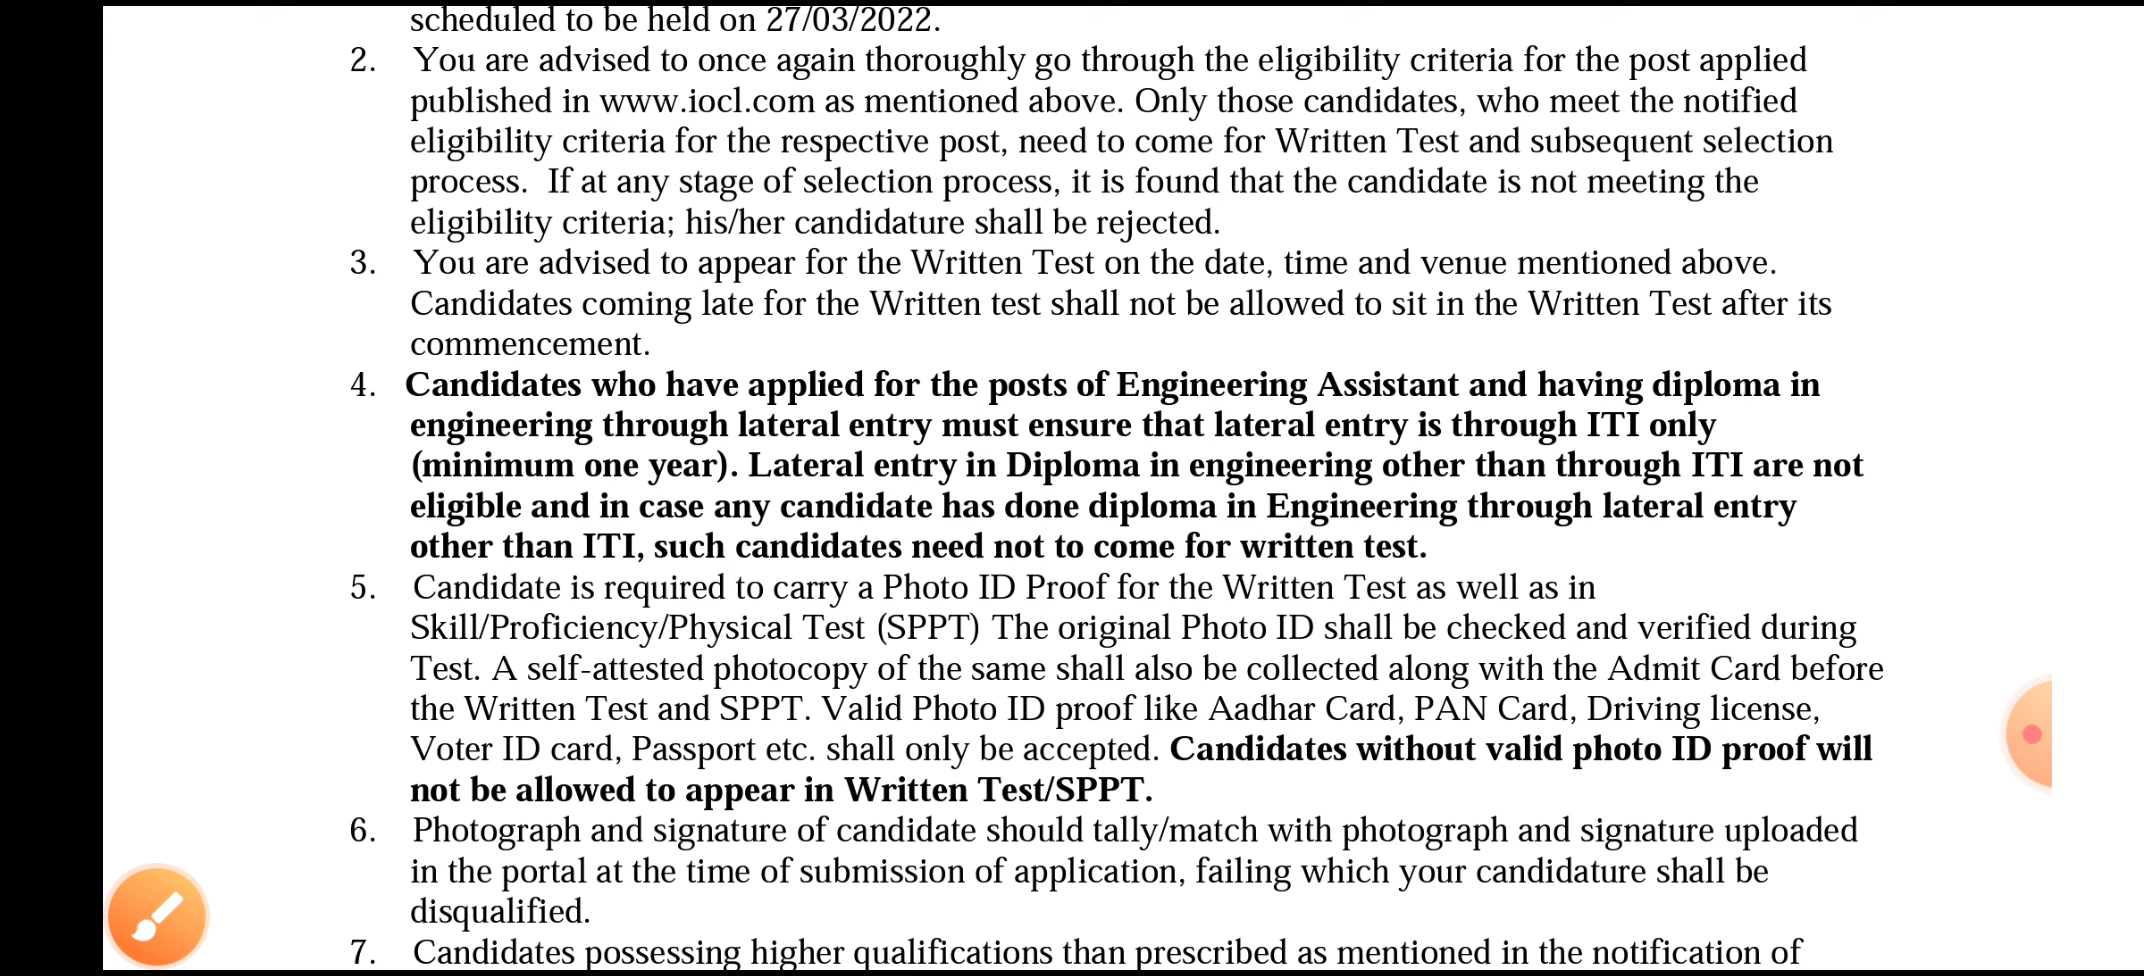 scheduled to be held on 27/03/2022.
2. You are advised to once again thoroughly go through the eligibility criteria for the post applied
published in www.iocl.com as mentioned above. Only those candidates, who meet the notified
eligibility criteria for the respective post, need to come for Written Test and subsequent selection
process. If at any stage of selection process, it is found that the candidate is not meeting the
eligibility criteria; his/her candidature shall be rejected.
3. You are advised to appear for the Written Test on the date, time and venue mentioned above.
Candidates coming late for the Written test shall not be allowed to sit in the Written Test after its
commencement.
4. Candidates who have applied for the posts of Engineering Assistant and having diploma in
engineering through lateral entry must ensure that lateral entry is through ITI only
(minimum one year). Lateral entry in Diploma in engineering other than through ITI are not
eligible and in case any candidate has done diploma in Engineering through lateral entry
other than ITI, such candidates need not to come for written test.
5. Candidate is required to carry a Photo ID Proof for the Written Test as well as in
Skill/Proficiency/Physical Test (SPPT) The original Photo ID shall be checked and verified during
Test. A self-attested photocopy of the same shall also be collected along with the Admit Card before
the Written Test and SPPT. Valid Photo ID proof like Aadhar Card, PAN Card, Driving license,
Voter ID card, Passport etc. shall only be accepted. Candidates without valid photo ID proof will
not be allowed to appear in Written Test/SPPT.
6. Photograph and signature of candidate should tally/match with photograph and signature uploaded
in the portal at the time of submission of application, failing which your candidature shall be
disqualified.
7. Candidates possessing higher qualifications than prescribed as mentioned in the notification of